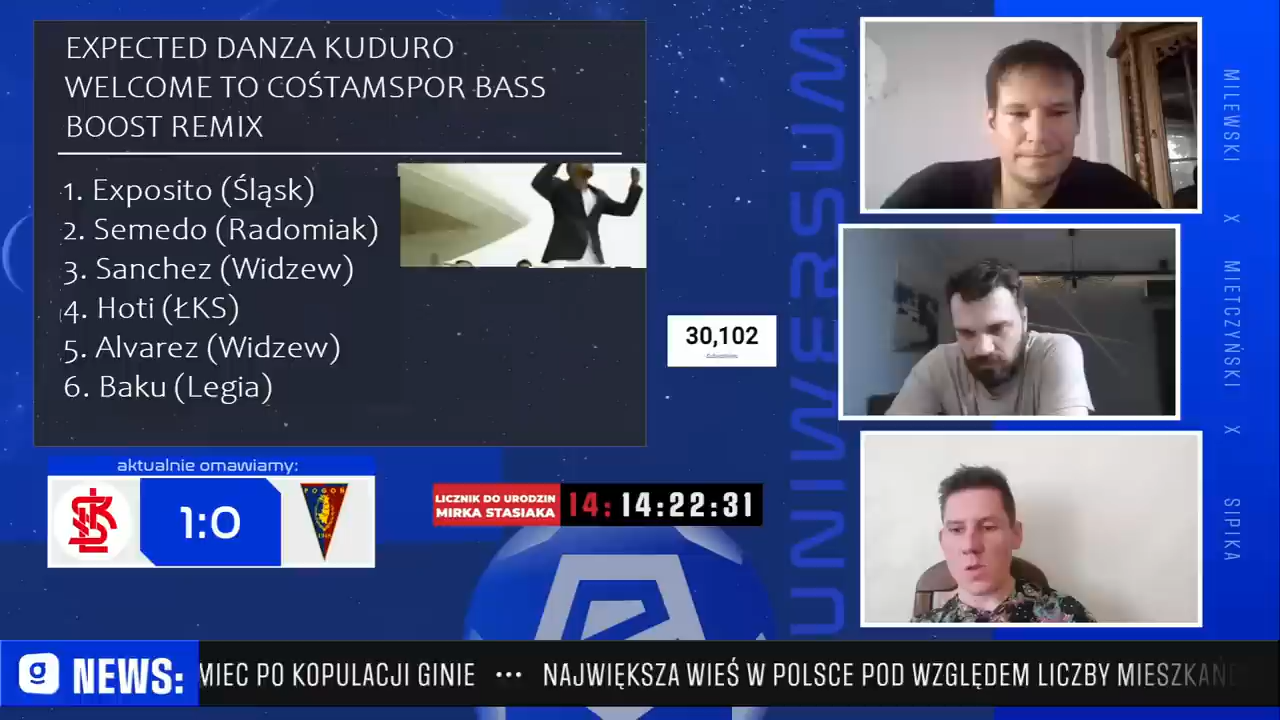 EXPECTED DANZA KUDURO
WELCOME TO COŚTAMSPOR BASS
BOOST REMIX
1. Exposito (Śląsk)
2. Semedo (Radomiak)
3. Sanchez (Widzew)
4. Hoti (ŁKS)
5. Alvarez (Widzew)
6. Baku (Legia)
30,102
aktualnie omawiamy:
ŁKS
1:0
POGOŃ
LICZNIK DO URODZIN
MIRKA STASIAKA
14:14:22:31
UNIWERSUM
MILEWSKI X MIETCZYŃSKI X SIPIKA
g NEWS:
MIEC PO KOPULACJI GINIE ••• NAJWIĘKSZA WIEŚ W POLSCE POD WZGLĘDEM LICZBY MIESZKAŃ